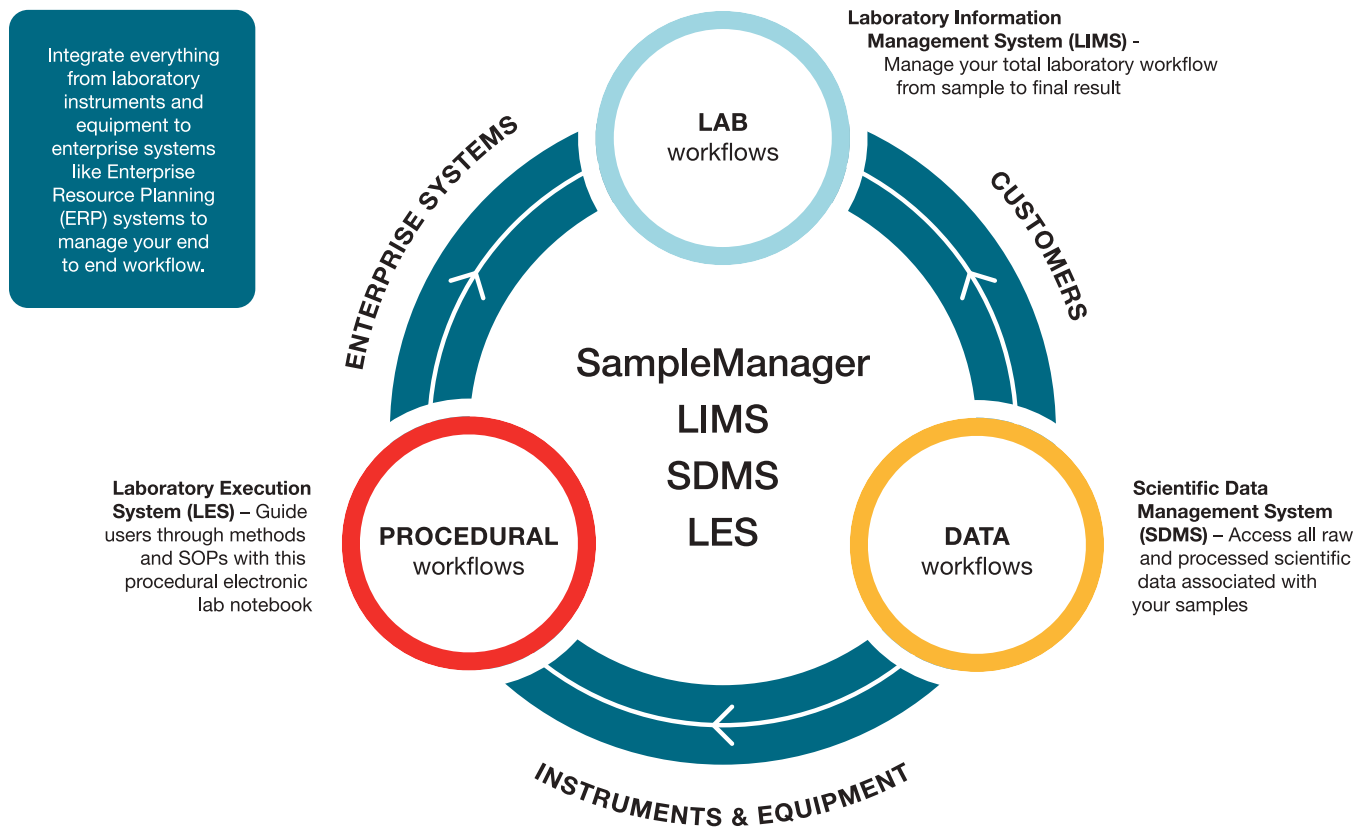 Integrate everything
from laboratory
instruments and
equipment to
enterprise systems
like Enterprise
Resource Planning
(ERP) systems to
manage your end
to end workflow.
Laboratory Information
Management System (LIMS) -
Manage your total laboratory workflow
from sample to final result
LAB
workflows
ENTERPRISE SYSTEMS
CUSTOMERS
SampleManager
LIMS
SDMS
LES
Laboratory Execution
System (LES) – Guide
users through methods
and SOPs with this
procedural electronic
lab notebook
PROCEDURAL
workflows
DATA
workflows
Scientific Data
Management System
(SDMS) – Access all raw
and processed scientific
data associated with
your samples
INSTRUMENTS & EQUIPMENT